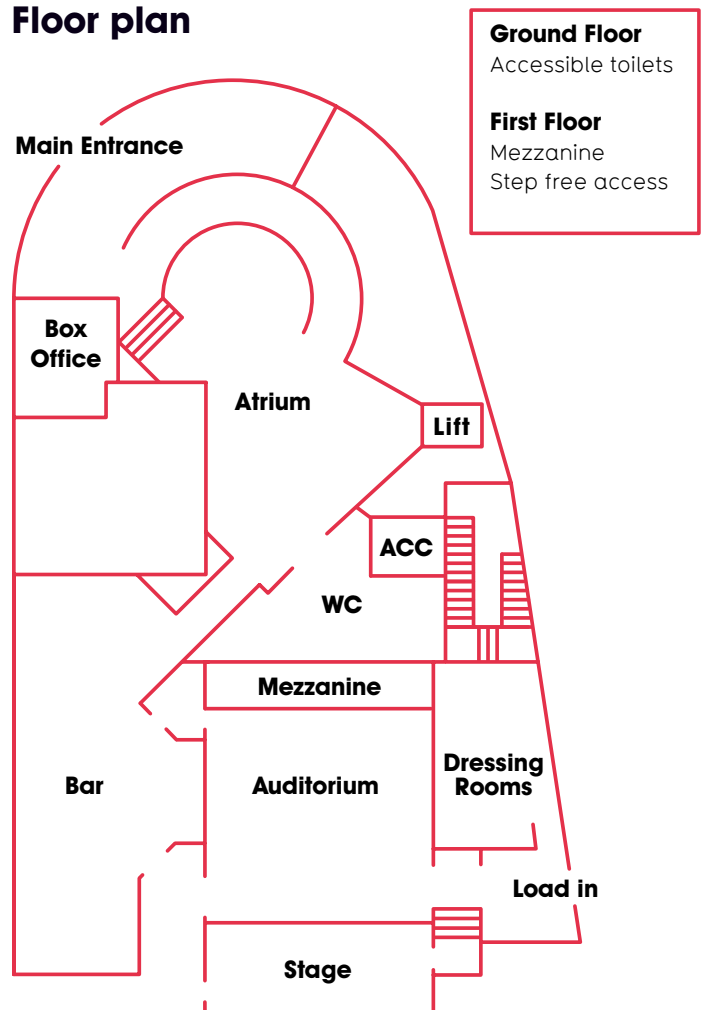 Floor plan
Ground Floor
Accessible toilets
First Floor
Mezzanine
Step free access
Main Entrance
Box
Office
Atrium
Lift
ACC
WC
Mezzanine
Bar
Auditorium
Dressing
Rooms
Load in
Stage